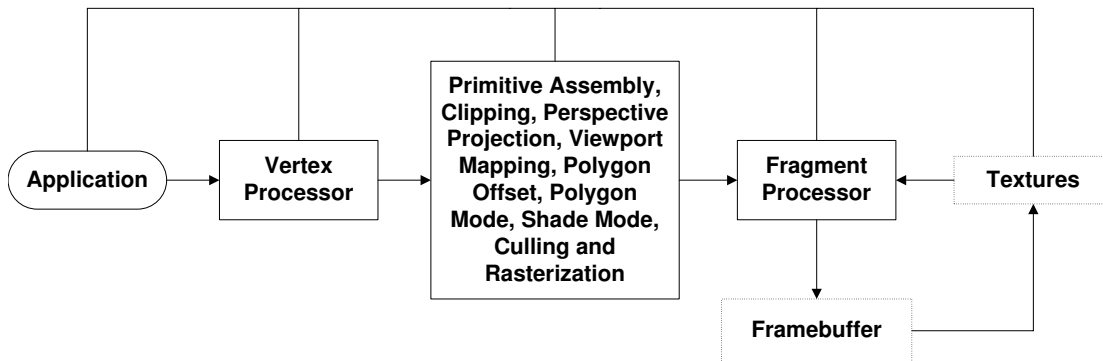 Application
Vertex
Processor
Primitive Assembly,
Clipping, Perspective
Projection, Viewport
Mapping, Polygon
Offset, Polygon
Mode, Shade Mode,
Culling and
Rasterization
Fragment
Processor
Textures
Framebuffer